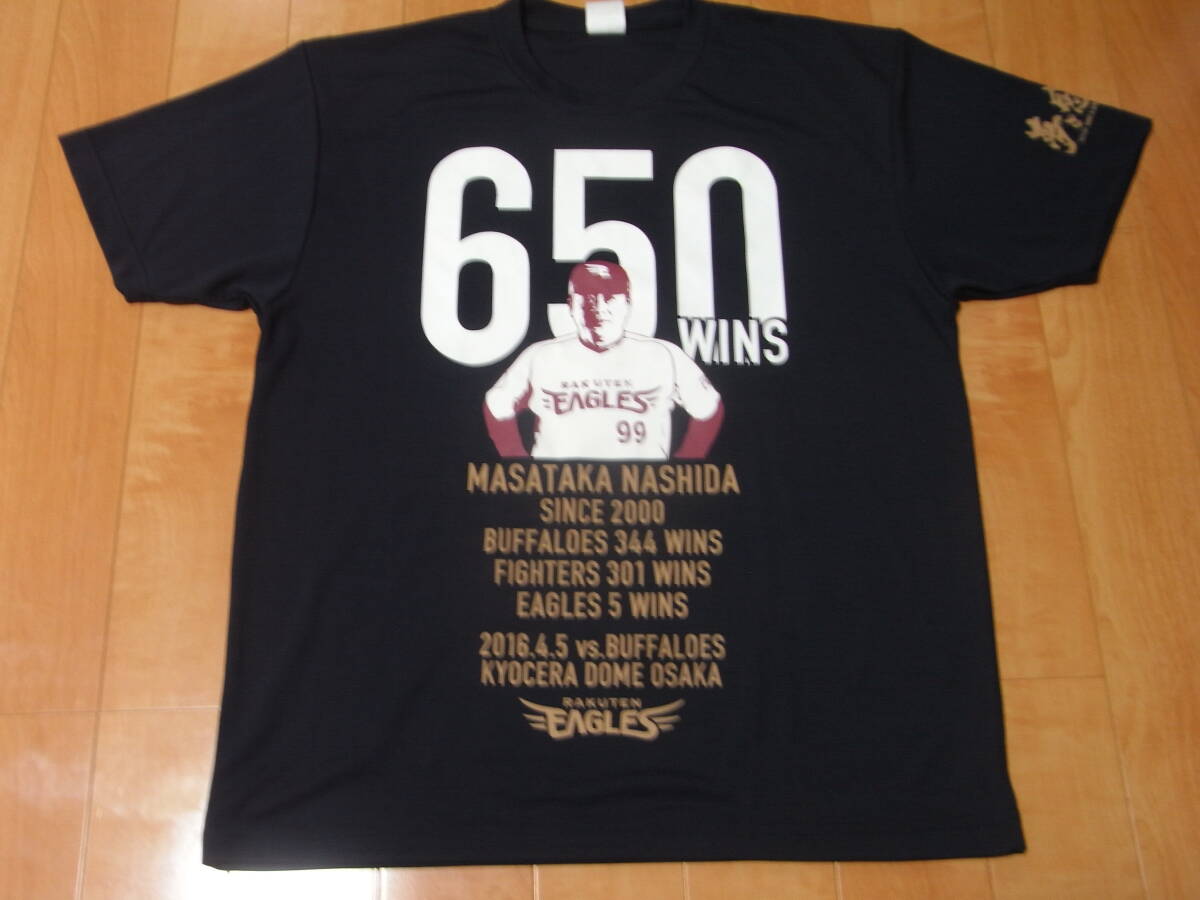 650
WINS
RAKUTEN
EAGLES
99
MASATAKA NASHIDA
SINCE 2000
BUFFALOES 344 WINS
FIGHTERS 301 WINS
EAGLES 5 WINS
2016.4.5 vs.BUFFALOES
KYOCERA DOME OSAKA
RAKUTEN
EAGLES